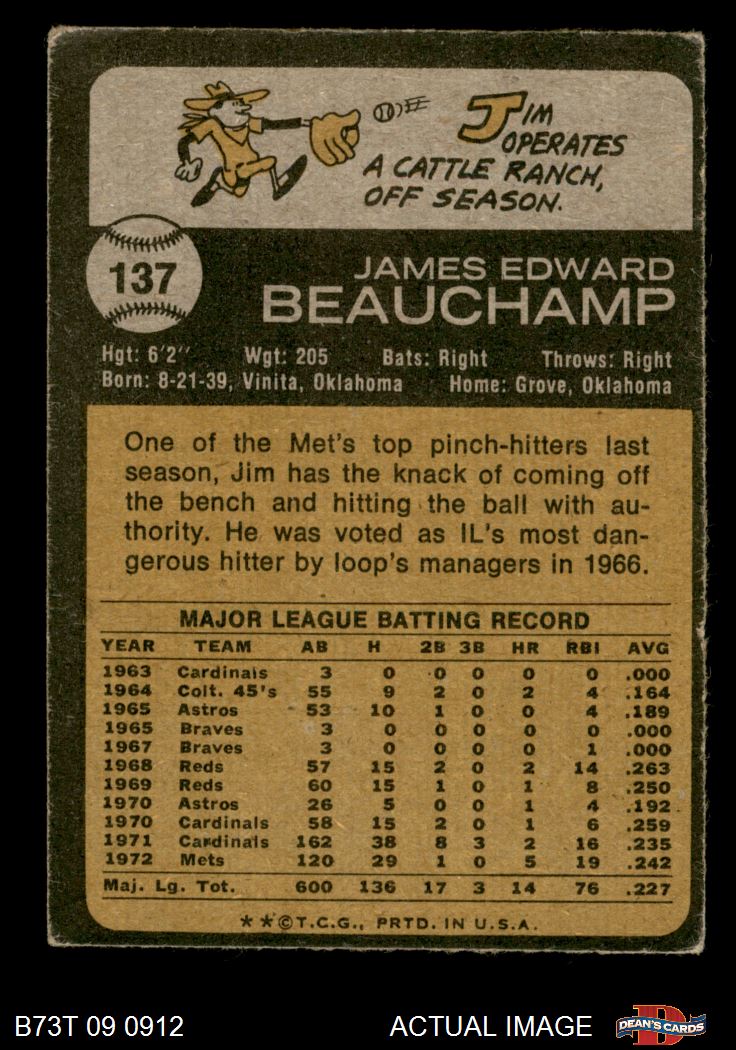 JIM
OPERATES
A CATTLE RANCH,
OFF SEASON.
137
JAMES EDWARD
BEAUCHAMP
Hgt: 6'2" Wgt: 205 Bats: Right Throws: Right
Born: 8-21-39, Vinita, Oklahoma Home: Grove, Oklahoma
One of the Met's top pinch-hitters last
season, Jim has the knack of coming off
the bench and hitting the ball with au-
thority. He was voted as IL's most dan-
gerous hitter by loop's managers in 1966.
MAJOR LEAGUE BATTING RECORD
YEAR TEAM AB H 2B 3B HR RBI AVG
1963 Cardinals 3 0 0 0 0 0 .000
1964 Colt. 45's 55 9 2 0 2 4 .164
1965 Astros 53 10 1 0 0 4 .189
1965 Braves 3 0 0 0 0 0 .000
1967 Braves 3 0 0 0 0 1 .000
1968 Reds 57 15 2 0 2 14 .263
1969 Reds 60 15 1 0 1 8 .250
1970 Astros 26 5 0 0 1 4 .192
1970 Cardinals 58 15 2 0 1 6 .259
1971 Cardinals 162 38 8 3 2 16 .235
1972 Mets 120 29 1 0 5 19 .242
Maj. Lg. Tot. 600 136 17 3 14 76 .227
**©T.C.G., PRTD. IN U.S.A.
B73T 09 0912 ACTUAL IMAGE D DEAN'S CARDS